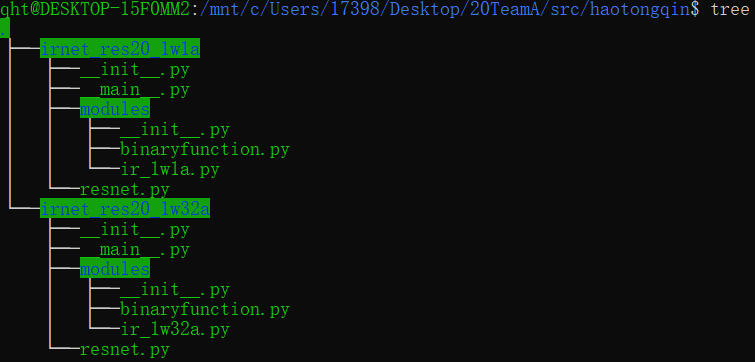 qht@DESKTOP-15FOMM2:/mnt/c/Users/17398/Desktop/20TeamA/src/haotongqin$ tree
.
├──irnet_res20_1w1a
│   ├──__init__.py
│   ├──__main__.py
│   ├──modules
│   │   ├──__init__.py
│   │   ├──binaryfunction.py
│   │   └──ir_1w1a.py
│   └──resnet.py
└──irnet_res20_1w32a
    ├──__init__.py
    ├──__main__.py
    ├──modules
    │   ├──__init__.py
    │   ├──binaryfunction.py
    │   └──ir_1w32a.py
    └──resnet.py